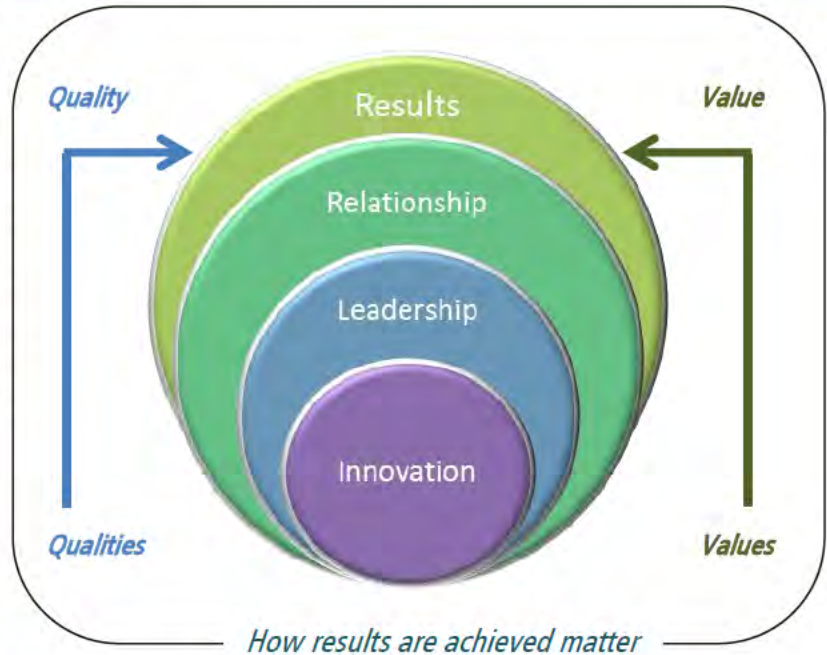 Quality
Value
Results
Relationship
Leadership
Innovation
Qualities
Values
How results are achieved matter